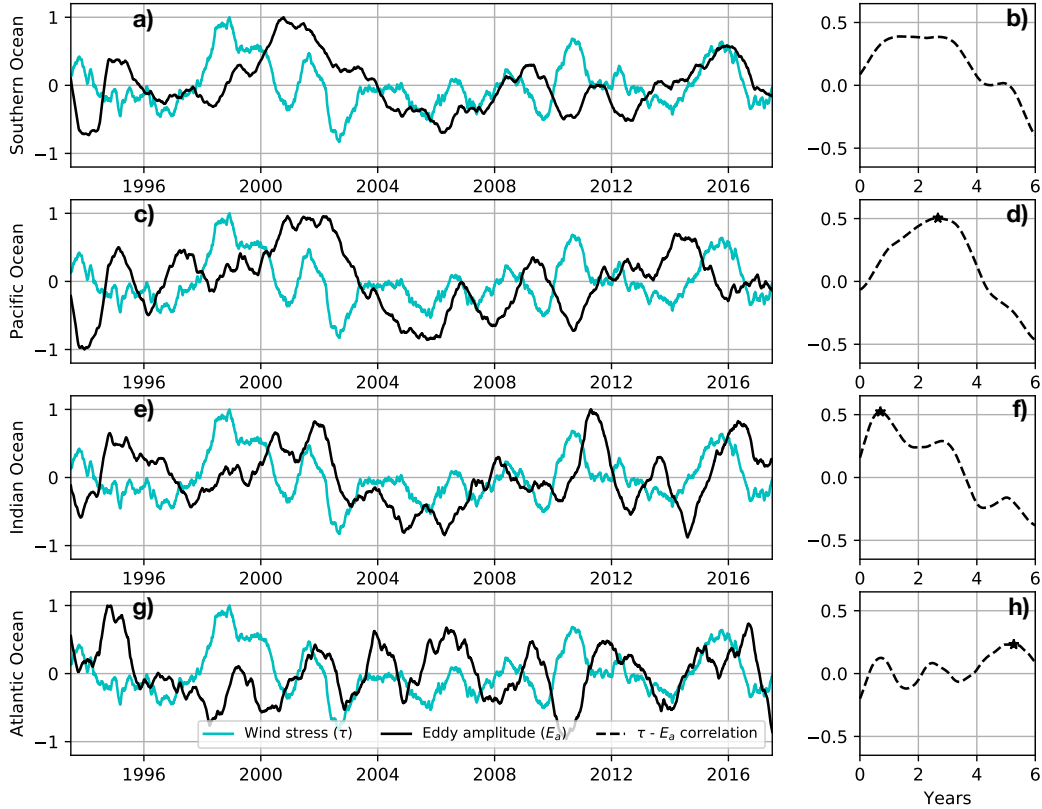 a) b)
Southern Ocean
1 0 −1
0.5 0.0 −0.5
1996 2000 2004 2008 2012 2016 0 2 4 6
c) d)
Pacific Ocean
1 0 −1
0.5 0.0 −0.5
1996 2000 2004 2008 2012 2016 0 2 4 6
e) f)
Indian Ocean
1 0 −1
0.5 0.0 −0.5
1996 2000 2004 2008 2012 2016 0 2 4 6
g) h)
Atlantic Ocean
1 0 −1
0.5 0.0 −0.5
Wind stress (τ) Eddy amplitude (Eₐ) τ - Eₐ correlation
1996 2000 2004 2008 2012 2016 0 2 4 6
Years